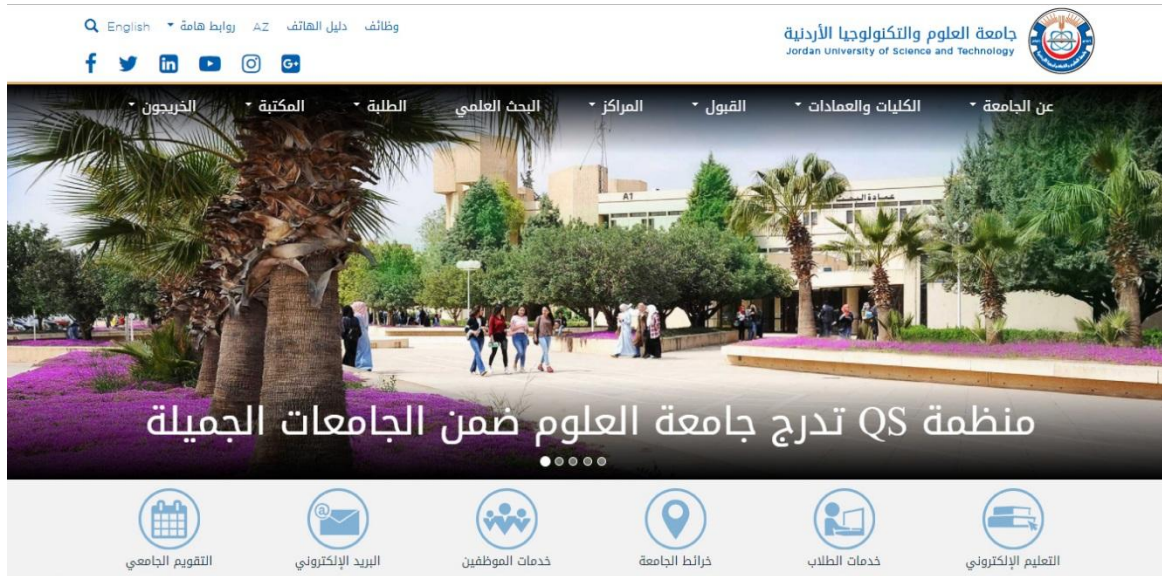 جامعة العلوم والتكنولوجيا الأردنية
Jordan University of Science and Technology
وظائف دليل الهاتف AZ روابط هامة English
عن الجامعة الكليات والعمادات القبول المراكز البحث العلمي الطلبة المكتبة الخريجون
A1
منظمة QS تدرج جامعة العلوم ضمن الجامعات الجميلة
التعليم الإلكتروني خدمات الطلاب خرائط الجامعة خدمات الموظفين البريد الإلكتروني التقويم الجامعي